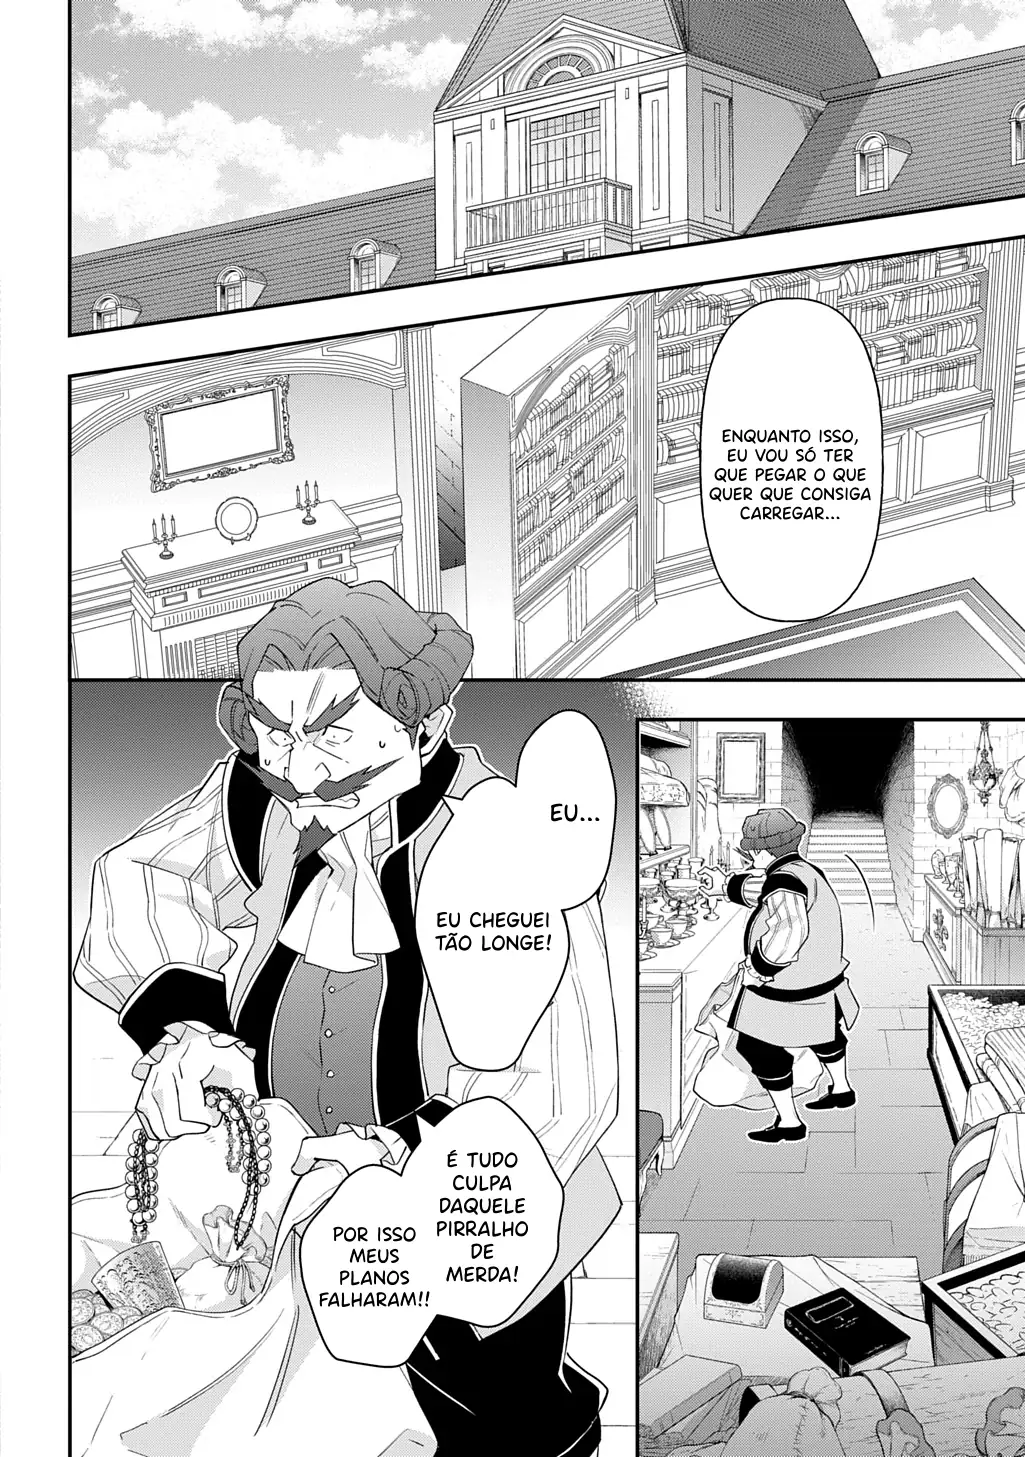 ENQUANTO ISSO,
EU VOU SÓ TER
QUE PEGAR O QUE
QUER QUE CONSIGA
CARREGAR...
EU...
EU CHEGUEI
TÃO LONGE!
É TUDO
CULPA
DAQUELE
PIRRALHO
DE
MERDA!
POR ISSO
MEUS
PLANOS
FALHARAM!!